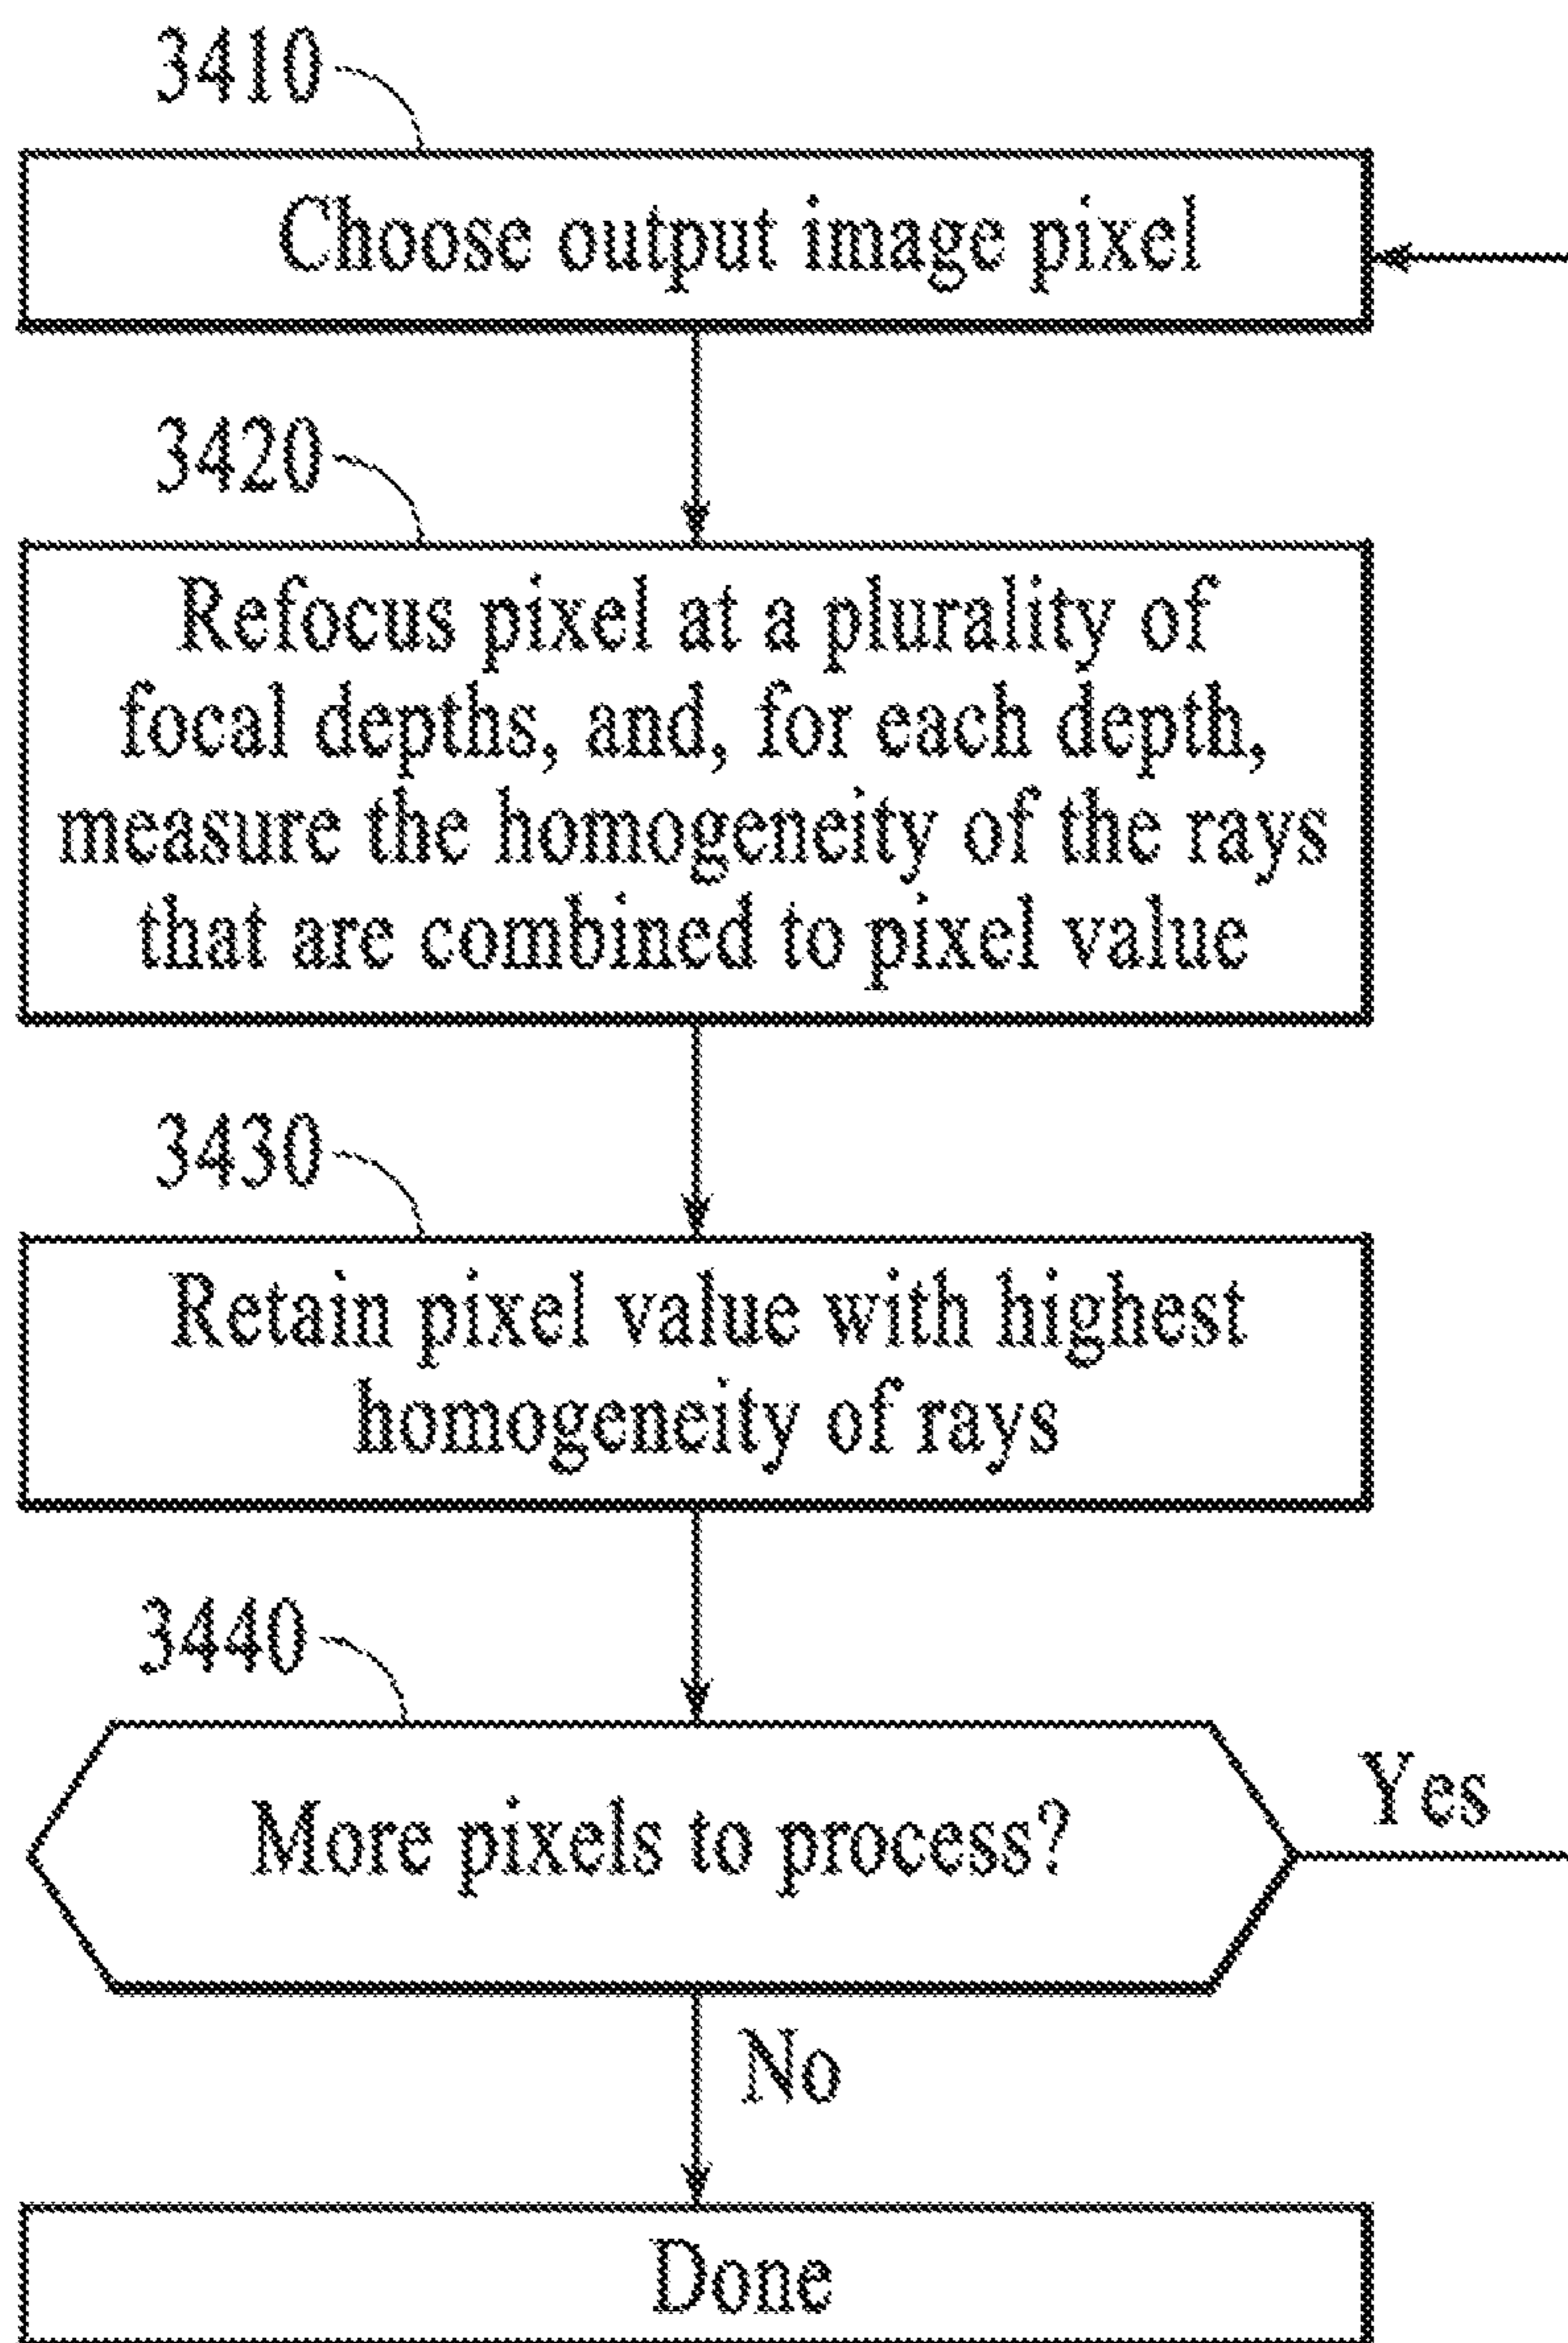 3410
Choose output image pixel
3420
Refocus pixel at a plurality of
focal depths, and, for each depth,
measure the homogeneity of the rays
that are combined to pixel value
3430
Retain pixel value with highest
homogeneity of rays
3440
More pixels to process?
Yes
No
Done